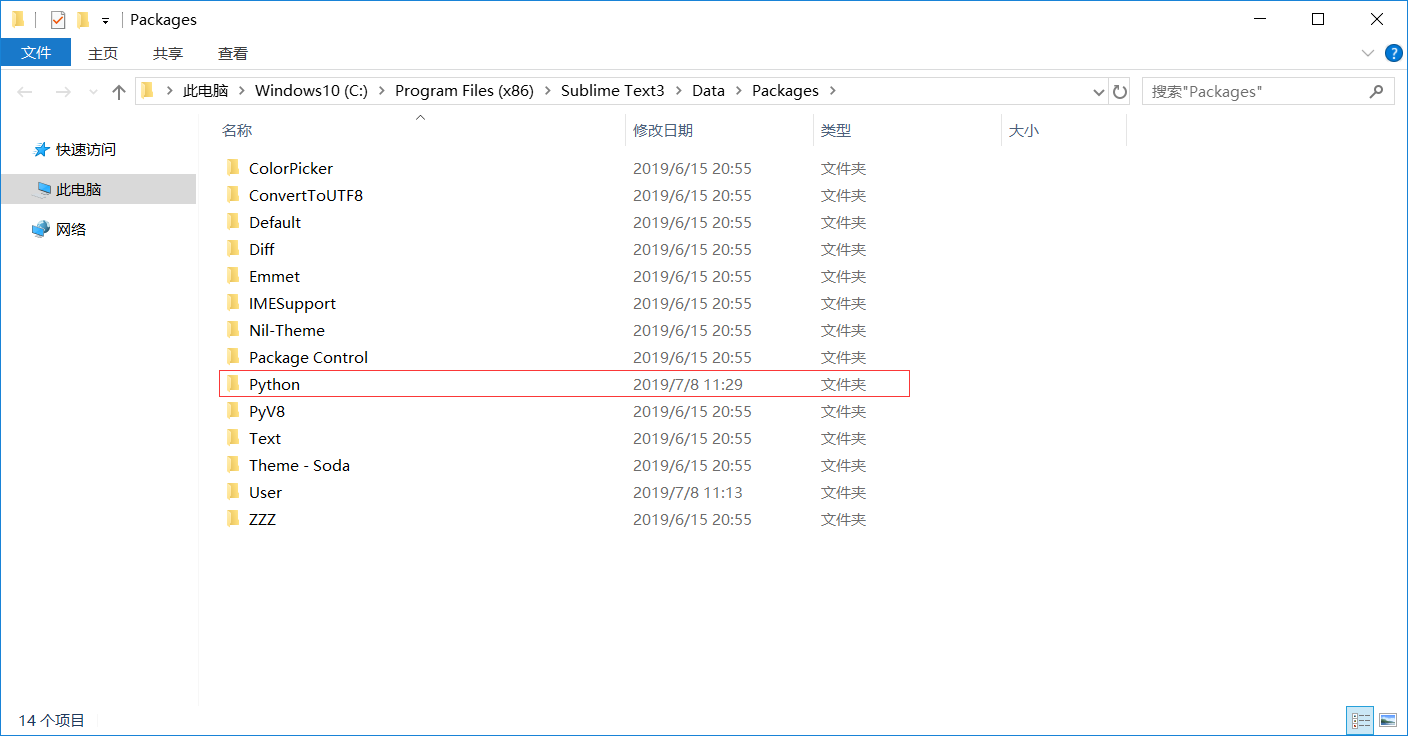 Packages
文件 主页 共享 查看
此电脑 Windows10 (C:) Program Files (x86) Sublime Text3 Data Packages 搜索"Packages"
名称 修改日期 类型 大小
快速访问
此电脑
网络
ColorPicker 2019/6/15 20:55 文件夹
ConvertToUTF8 2019/6/15 20:55 文件夹
Default 2019/6/15 20:55 文件夹
Diff 2019/6/15 20:55 文件夹
Emmet 2019/6/15 20:55 文件夹
IMESupport 2019/6/15 20:55 文件夹
Nil-Theme 2019/6/15 20:55 文件夹
Package Control 2019/6/15 20:55 文件夹
Python 2019/7/8 11:29 文件夹
PyV8 2019/6/15 20:55 文件夹
Text 2019/6/15 20:55 文件夹
Theme - Soda 2019/6/15 20:55 文件夹
User 2019/7/8 11:13 文件夹
ZZZ 2019/6/15 20:55 文件夹
14 个项目